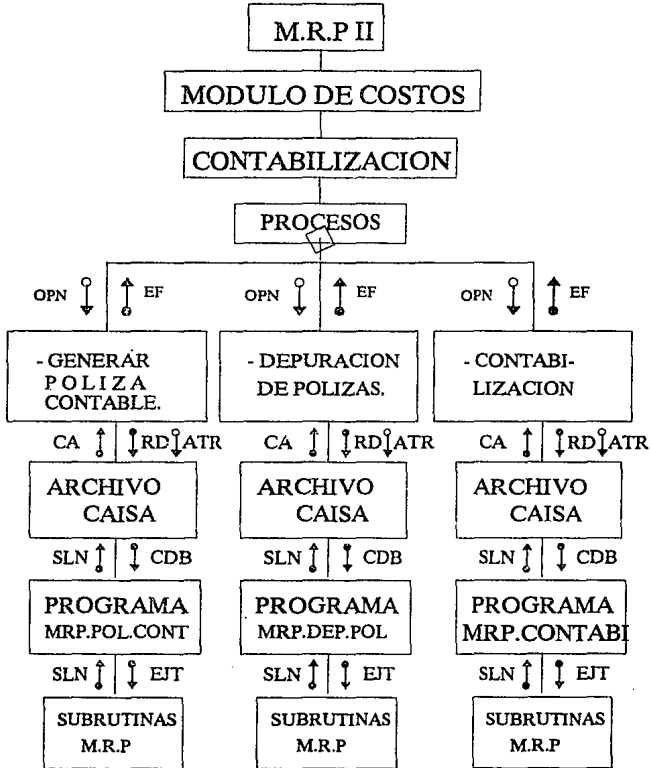 M.R.P II
MODULO DE COSTOS
CONTABILIZACION
PROCESOS
OPN EF OPN EF OPN EF
- GENERAR
POLIZA
CONTABLE.
- DEPURACION
DE POLIZAS.
- CONTABI-
LIZACION
CA RD ATR CA RD ATR CA RD ATR
ARCHIVO
CAISA
ARCHIVO
CAISA
ARCHIVO
CAISA
SLN CDB SLN CDB SLN CDB
PROGRAMA
MRP.POL.CONT
PROGRAMA
MRP.DEP.POL
PROGRAMA
MRP.CONTABI
SLN EJT SLN EJT SLN EJT
SUBRUTINAS
M.R.P
SUBRUTINAS
M.R.P
SUBRUTINAS
M.R.P